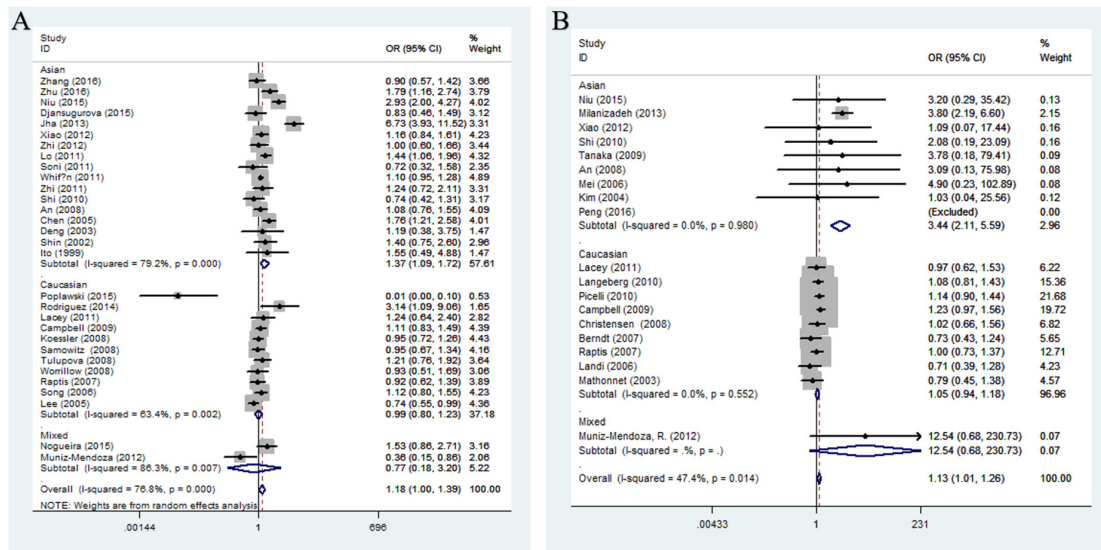 A
Study
ID
OR (95% CI)
%
Weight
Asian
Zhang (2016) 0.90 (0.57, 1.42) 3.66
Zhu (2016) 1.79 (1.16, 2.74) 3.79
Niu (2015) 2.93 (2.00, 4.27) 4.02
Djansugurova (2015) 0.83 (0.46, 1.49) 3.12
Jha (2013) 6.73 (3.93, 11.52) 3.31
Xiao (2012) 1.16 (0.84, 1.61) 4.23
Zhi (2012) 1.00 (0.60, 1.66) 3.44
Lo (2011) 1.44 (1.06, 1.96) 4.32
Soni (2011) 0.72 (0.32, 1.58) 2.35
Whif?n (2011) 1.10 (0.95, 1.28) 4.89
Zhi (2011) 1.24 (0.72, 2.11) 3.31
Shi (2010) 0.74 (0.42, 1.31) 3.17
An (2008) 1.08 (0.76, 1.55) 4.09
Chen (2005) 1.76 (1.21, 2.58) 4.01
Deng (2003) 1.19 (0.38, 3.75) 1.47
Shin (2002) 1.40 (0.75, 2.60) 2.96
Ito (1999) 1.55 (0.49, 4.88) 1.47
Subtotal (I-squared = 79.2%, p = 0.000) 1.37 (1.09, 1.72) 57.61
.
Caucasian
Poplawski (2015) 0.01 (0.00, 0.10) 0.53
Rodriguez (2014) 3.14 (1.09, 9.06) 1.65
Lacey (2011) 1.24 (0.64, 2.40) 2.82
Campbell (2009) 1.11 (0.83, 1.49) 4.39
Koessler (2008) 0.95 (0.72, 1.26) 4.43
Samowitz (2008) 0.95 (0.67, 1.34) 4.16
Tulupova (2008) 1.21 (0.76, 1.92) 3.64
Worrillow (2008) 0.93 (0.51, 1.69) 3.06
Raptis (2007) 0.92 (0.62, 1.39) 3.89
Song (2006) 1.12 (0.80, 1.55) 4.23
Lee (2005) 0.74 (0.55, 0.99) 4.36
Subtotal (I-squared = 63.4%, p = 0.002) 0.99 (0.80, 1.23) 37.18
.
Mixed
Nogueira (2015) 1.53 (0.86, 2.71) 3.16
Muniz-Mendoza (2012) 0.36 (0.15, 0.86) 2.06
Subtotal (I-squared = 86.3%, p = 0.007) 0.77 (0.18, 3.20) 5.22
.
Overall (I-squared = 76.8%, p = 0.000) 1.18 (1.00, 1.39) 100.00
NOTE: Weights are from random effects analysis
.00144 1 696
B
Study
ID
OR (95% CI)
%
Weight
Asian
Niu (2015) 3.20 (0.29, 35.42) 0.13
Milanizadeh (2013) 3.80 (2.19, 6.60) 2.15
Xiao (2012) 1.09 (0.07, 17.44) 0.16
Shi (2010) 2.08 (0.19, 23.09) 0.16
Tanaka (2009) 3.78 (0.18, 79.41) 0.09
An (2008) 3.09 (0.13, 75.98) 0.08
Mei (2006) 4.90 (0.23, 102.89) 0.08
Kim (2004) 1.03 (0.04, 25.56) 0.12
Peng (2016) (Excluded) 0.00
Subtotal (I-squared = 0.0%, p = 0.980) 3.44 (2.11, 5.59) 2.96
.
Caucasian
Lacey (2011) 0.97 (0.62, 1.53) 6.22
Langeberg (2010) 1.08 (0.81, 1.43) 15.36
Picelli (2010) 1.14 (0.90, 1.44) 21.68
Campbell (2009) 1.23 (0.97, 1.56) 19.72
Christensen (2008) 1.02 (0.66, 1.56) 6.82
Berndt (2007) 0.73 (0.43, 1.24) 5.65
Raptis (2007) 1.00 (0.73, 1.37) 12.71
Landi (2006) 0.71 (0.39, 1.28) 4.23
Mathonnet (2003) 0.79 (0.45, 1.38) 4.57
Subtotal (I-squared = 0.0%, p = 0.552) 1.05 (0.94, 1.18) 96.96
.
Mixed
Muniz-Mendoza, R. (2012) 12.54 (0.68, 230.73) 0.07
Subtotal (I-squared = .%, p = .) 12.54 (0.68, 230.73) 0.07
.
Overall (I-squared = 47.4%, p = 0.014) 1.13 (1.01, 1.26) 100.00
.00433 1 231